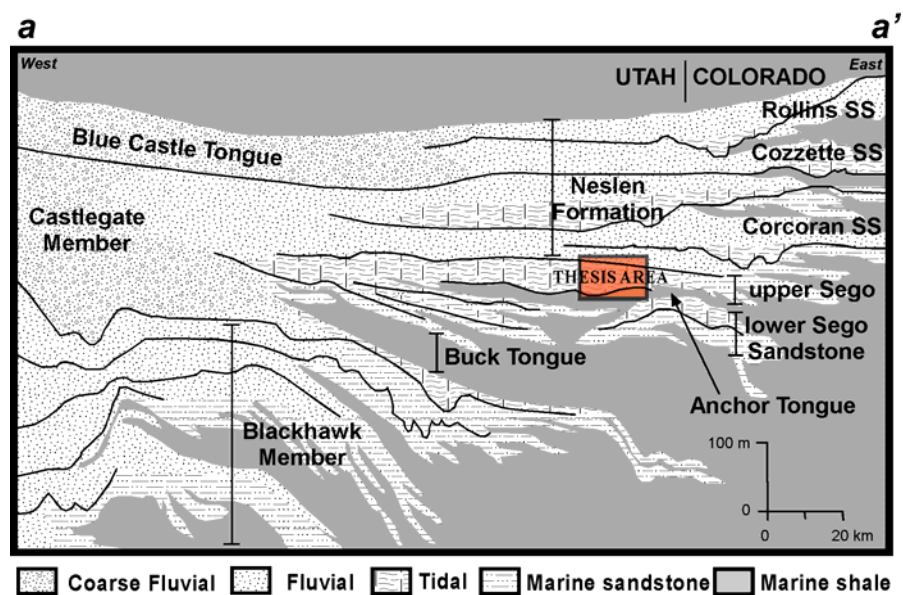 a a’
West East
UTAH COLORADO
Rollins SS
Blue Castle Tongue
Cozzette SS
Neslen
Formation
Castlegate
Member
Corcoran SS
THESIS AREA
upper Sego
lower Sego
Sandstone
Buck Tongue
Anchor Tongue
Blackhawk
Member
100 m
0
0 20 km
Coarse Fluvial Fluvial Tidal Marine sandstone Marine shale